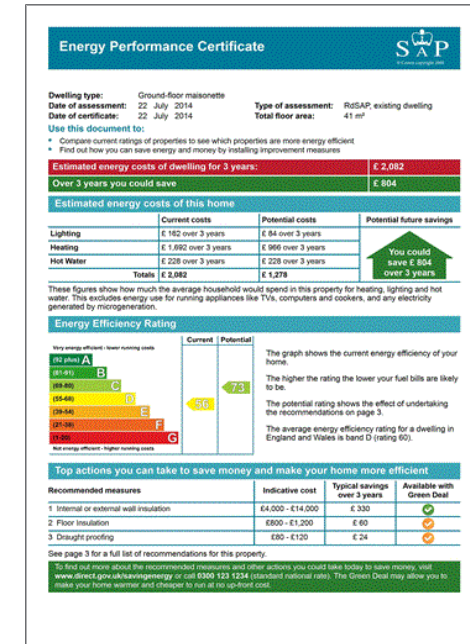 Energy Performance Certificate
SAP
Dwelling type: Ground-floor maisonette
Date of assessment: 22 July 2014 Type of assessment: RdSAP, existing dwelling
Date of certificate: 22 July 2014 Total floor area: 41 m²
Use this document to:
• Compare current ratings of properties to see which properties are more energy efficient
• Find out how you can save energy and money by installing improvement measures
Estimated energy costs of dwelling for 3 years: £ 2,082
Over 3 years you could save £ 804
Estimated energy costs of this home
Current costs Potential costs Potential future savings
Lighting £ 162 over 3 years £ 84 over 3 years
Heating £ 1,692 over 3 years £ 966 over 3 years
Hot Water £ 228 over 3 years £ 228 over 3 years
Totals £ 2,082 £ 1,278
You could
save £ 804
over 3 years
These figures show how much the average household would spend in this property for heating, lighting and hot
water. This excludes energy use for running appliances like TVs, computers and cookers, and any electricity
generated by microgeneration.
Energy Efficiency Rating
Current Potential
Very energy efficient - lower running costs
(92 plus) A
(81-91) B
(69-80) C
(55-68) D
(39-54) E
(21-38) F
(1-20) G
Not energy efficient - higher running costs
56
73
The graph shows the current energy efficiency of your
home.
The higher the rating the lower your fuel bills are likely
to be.
The potential rating shows the effect of undertaking
the recommendations on page 3.
The average energy efficiency rating for a dwelling in
England and Wales is band D (rating 60).
Top actions you can take to save money and make your home more efficient
Recommended measures Indicative cost Typical savings over 3 years Available with Green Deal
1 Internal or external wall insulation £4,000 - £14,000 £ 330
2 Floor Insulation £800 - £1,200 £ 60
3 Draught proofing £80 - £120 £ 24
See page 3 for a full list of recommendations for this property.
To find out more about the recommended measures and other actions you could take today to save money, visit
www.direct.gov.uk/savingenergy or call 0300 123 1234 (standard national rate). The Green Deal may allow you to
make your home warmer and cheaper to run at no up-front cost.